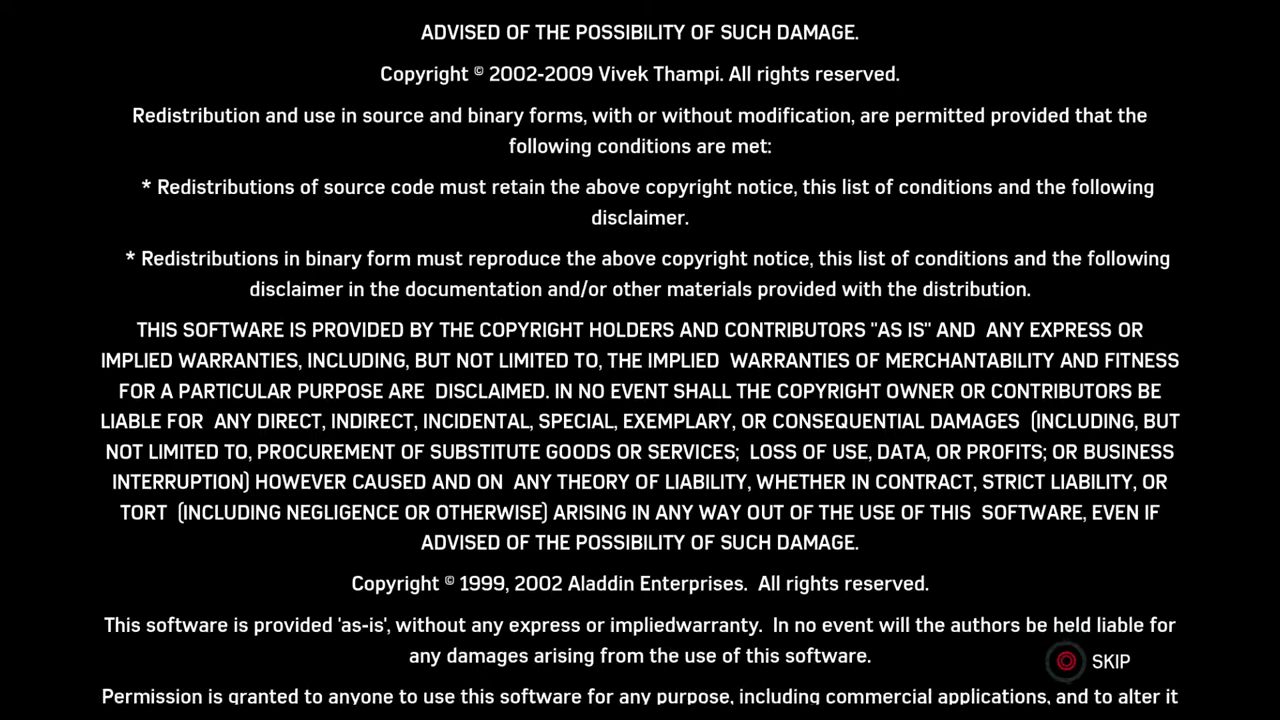 ADVISED OF THE POSSIBILITY OF SUCH DAMAGE.
Copyright © 2002-2009 Vivek Thampi. All rights reserved.
Redistribution and use in source and binary forms, with or without modification, are permitted provided that the
following conditions are met:
* Redistributions of source code must retain the above copyright notice, this list of conditions and the following
disclaimer.
* Redistributions in binary form must reproduce the above copyright notice, this list of conditions and the following
disclaimer in the documentation and/or other materials provided with the distribution.
THIS SOFTWARE IS PROVIDED BY THE COPYRIGHT HOLDERS AND CONTRIBUTORS "AS IS" AND  ANY EXPRESS OR
IMPLIED WARRANTIES, INCLUDING, BUT NOT LIMITED TO, THE IMPLIED  WARRANTIES OF MERCHANTABILITY AND FITNESS
FOR A PARTICULAR PURPOSE ARE  DISCLAIMED. IN NO EVENT SHALL THE COPYRIGHT OWNER OR CONTRIBUTORS BE
LIABLE FOR  ANY DIRECT, INDIRECT, INCIDENTAL, SPECIAL, EXEMPLARY, OR CONSEQUENTIAL DAMAGES  (INCLUDING, BUT
NOT LIMITED TO, PROCUREMENT OF SUBSTITUTE GOODS OR SERVICES;  LOSS OF USE, DATA, OR PROFITS; OR BUSINESS
INTERRUPTION) HOWEVER CAUSED AND ON  ANY THEORY OF LIABILITY, WHETHER IN CONTRACT, STRICT LIABILITY, OR
TORT  (INCLUDING NEGLIGENCE OR OTHERWISE) ARISING IN ANY WAY OUT OF THE USE OF THIS  SOFTWARE, EVEN IF
ADVISED OF THE POSSIBILITY OF SUCH DAMAGE.
Copyright © 1999, 2002 Aladdin Enterprises.  All rights reserved.
This software is provided 'as-is', without any express or impliedwarranty.  In no event will the authors be held liable for
any damages arising from the use of this software.
SKIP
Permission is granted to anyone to use this software for any purpose, including commercial applications, and to alter it